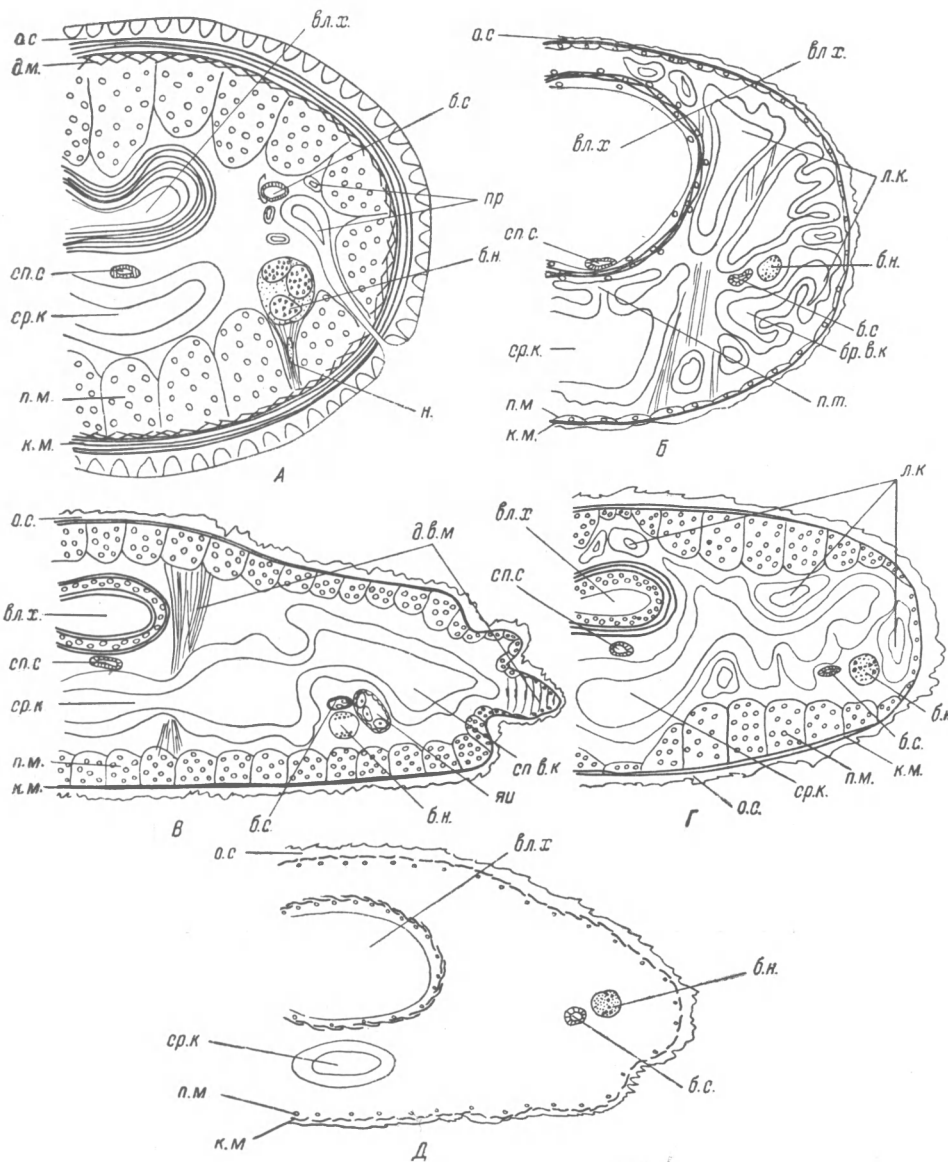 о.с
д.м.
вл.х.
б.с
пр
б.н.
сп.с
ср.к
п.м.
к.м.
н.
А
о.с
вл.х.
вл.х
л.к.
сп.с.
б.н.
б.с
бр.в.к
ср.к.
п.м
к.м.
п.т.
Б
о.с.
д.в.м
вл.х.
сп.с
ср.к
п.м.
к.м.
б.с.
б.н.
яи
сп в.к
В
л.к
вл.х
сп.с
б.н
б.с.
к.м.
п.м.
ср.к.
о.с.
Г
о.с
вл.х
б.н.
ср.к
б.с.
п.м
к.м
Д